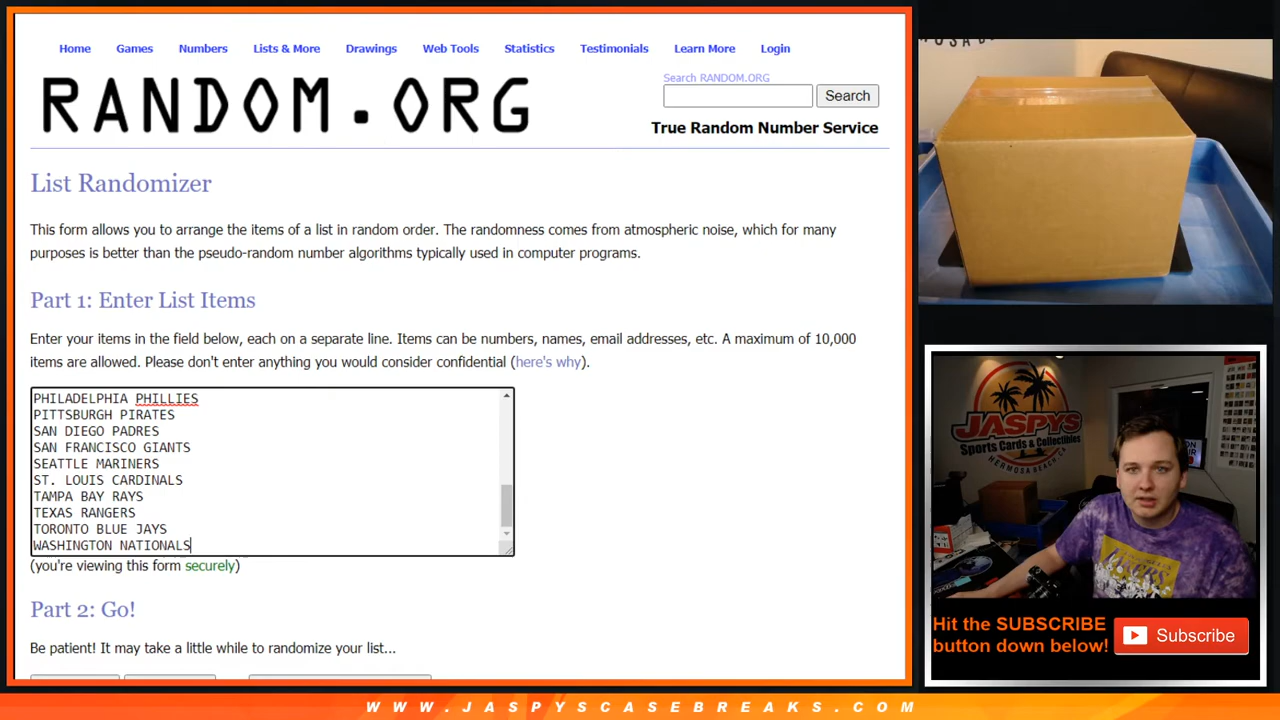 Home Games Numbers Lists & More Drawings Web Tools Statistics Testimonials Learn More Login
RANDOM.ORG
Search RANDOM.ORG
Search
True Random Number Service
List Randomizer
This form allows you to arrange the items of a list in random order. The randomness comes from atmospheric noise, which for many
purposes is better than the pseudo-random number algorithms typically used in computer programs.
Part 1: Enter List Items
Enter your items in the field below, each on a separate line. Items can be numbers, names, email addresses, etc. A maximum of 10,000
items are allowed. Please don't enter anything you would consider confidential (here's why).
PHILADELPHIA PHILLIES
PITTSBURGH PIRATES
SAN DIEGO PADRES
SAN FRANCISCO GIANTS
SEATTLE MARINERS
ST. LOUIS CARDINALS
TAMPA BAY RAYS
TEXAS RANGERS
TORONTO BLUE JAYS
WASHINGTON NATIONALS
(you're viewing this form securely)
Part 2: Go!
Be patient! It may take a little while to randomize your list...
JASPYS
Sports Cards & Collectibles
HERMOSA BEACH, CA
Hit the SUBSCRIBE
button down below!
Subscribe
WWW.JASPYSCASEBREAKS.COM